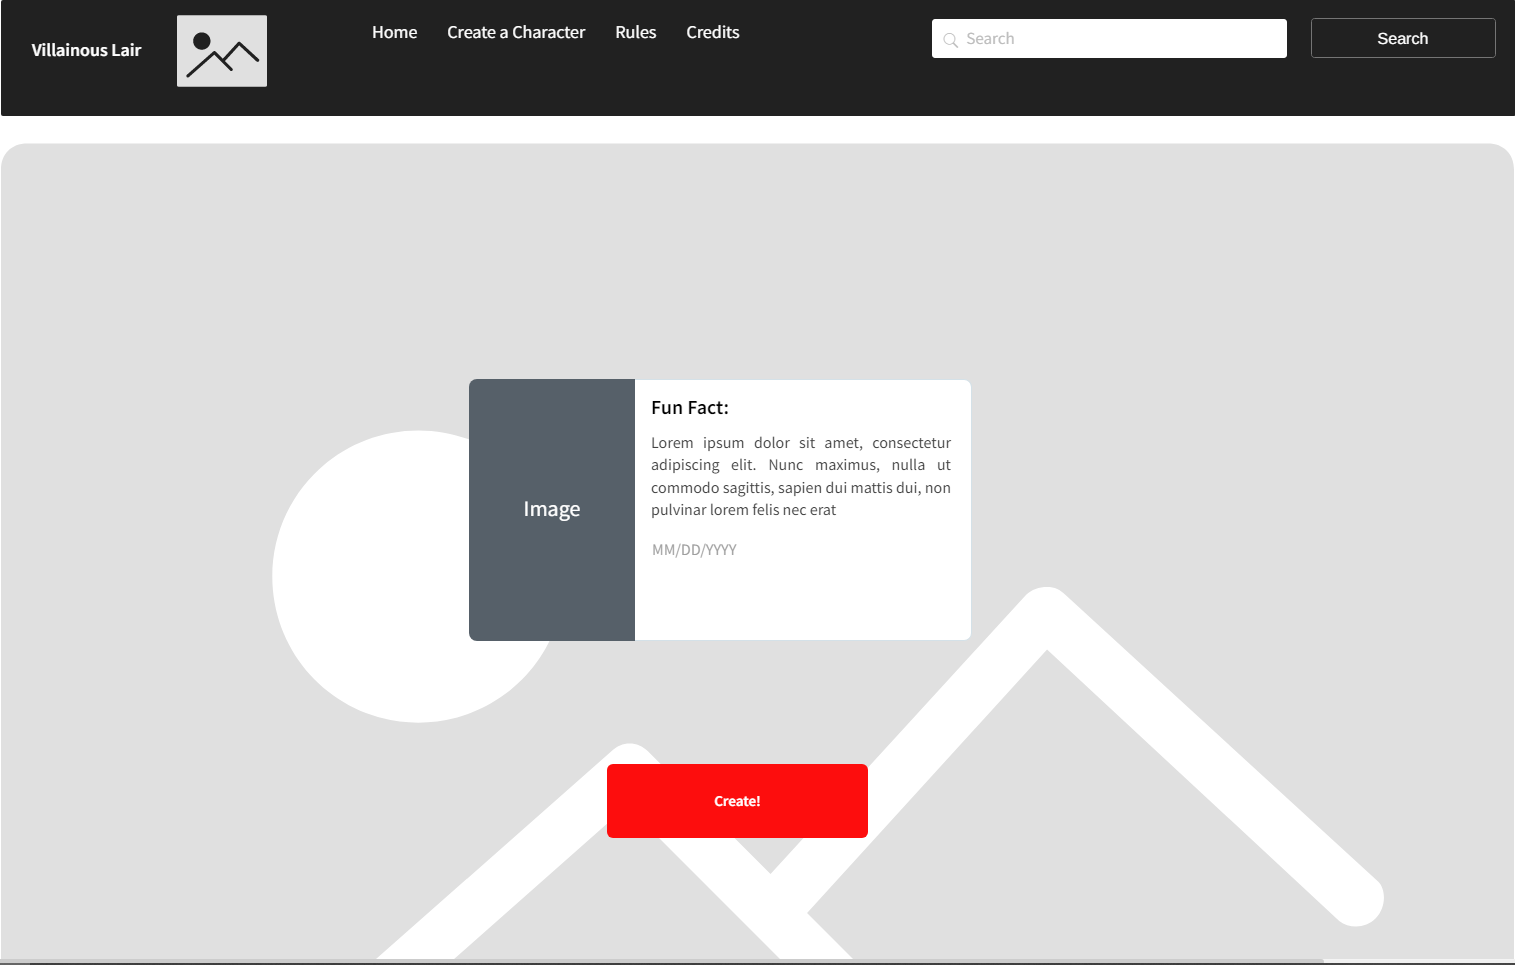 Villainous Lair
Home
Create a Character
Rules
Credits
Search
Search
Fun Fact:
Lorem ipsum dolor sit amet, consectetur
adipiscing elit. Nunc maximus, nulla ut
commodo sagittis, sapien dui mattis dui, non
pulvinar lorem felis nec erat
MM/DD/YYYY
Image
Create!